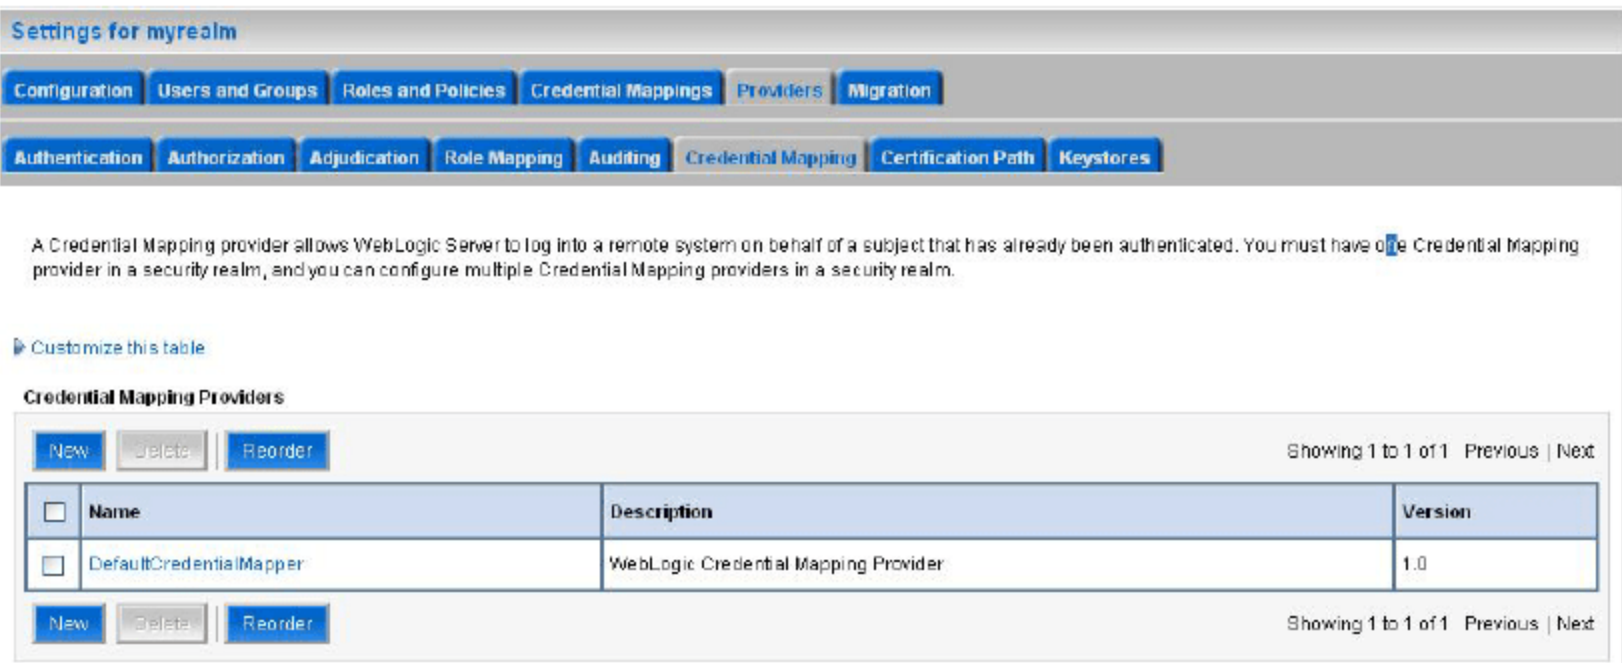 Settings for myrealm
Configuration Users and Groups Roles and Policies Credential Mappings Providers Migration
Authentication Authorization Adjudication Role Mapping Auditing Credential Mapping Certification Path Keystores
A Credential Mapping provider allows WebLogic Server to log into a remote system on behalf of a subject that has already been authenticated. You must have one Credential Mapping
provider in a security realm, and you can configure multiple Credential Mapping providers in a security realm.
Customize this table
Credential Mapping Providers
New Delete Reorder Showing 1 to 1 of 1 Previous | Next
Name Description Version
DefaultCredentialMapper WebLogic Credential Mapping Provider 1.0
New Delete Reorder Showing 1 to 1 of 1 Previous | Next